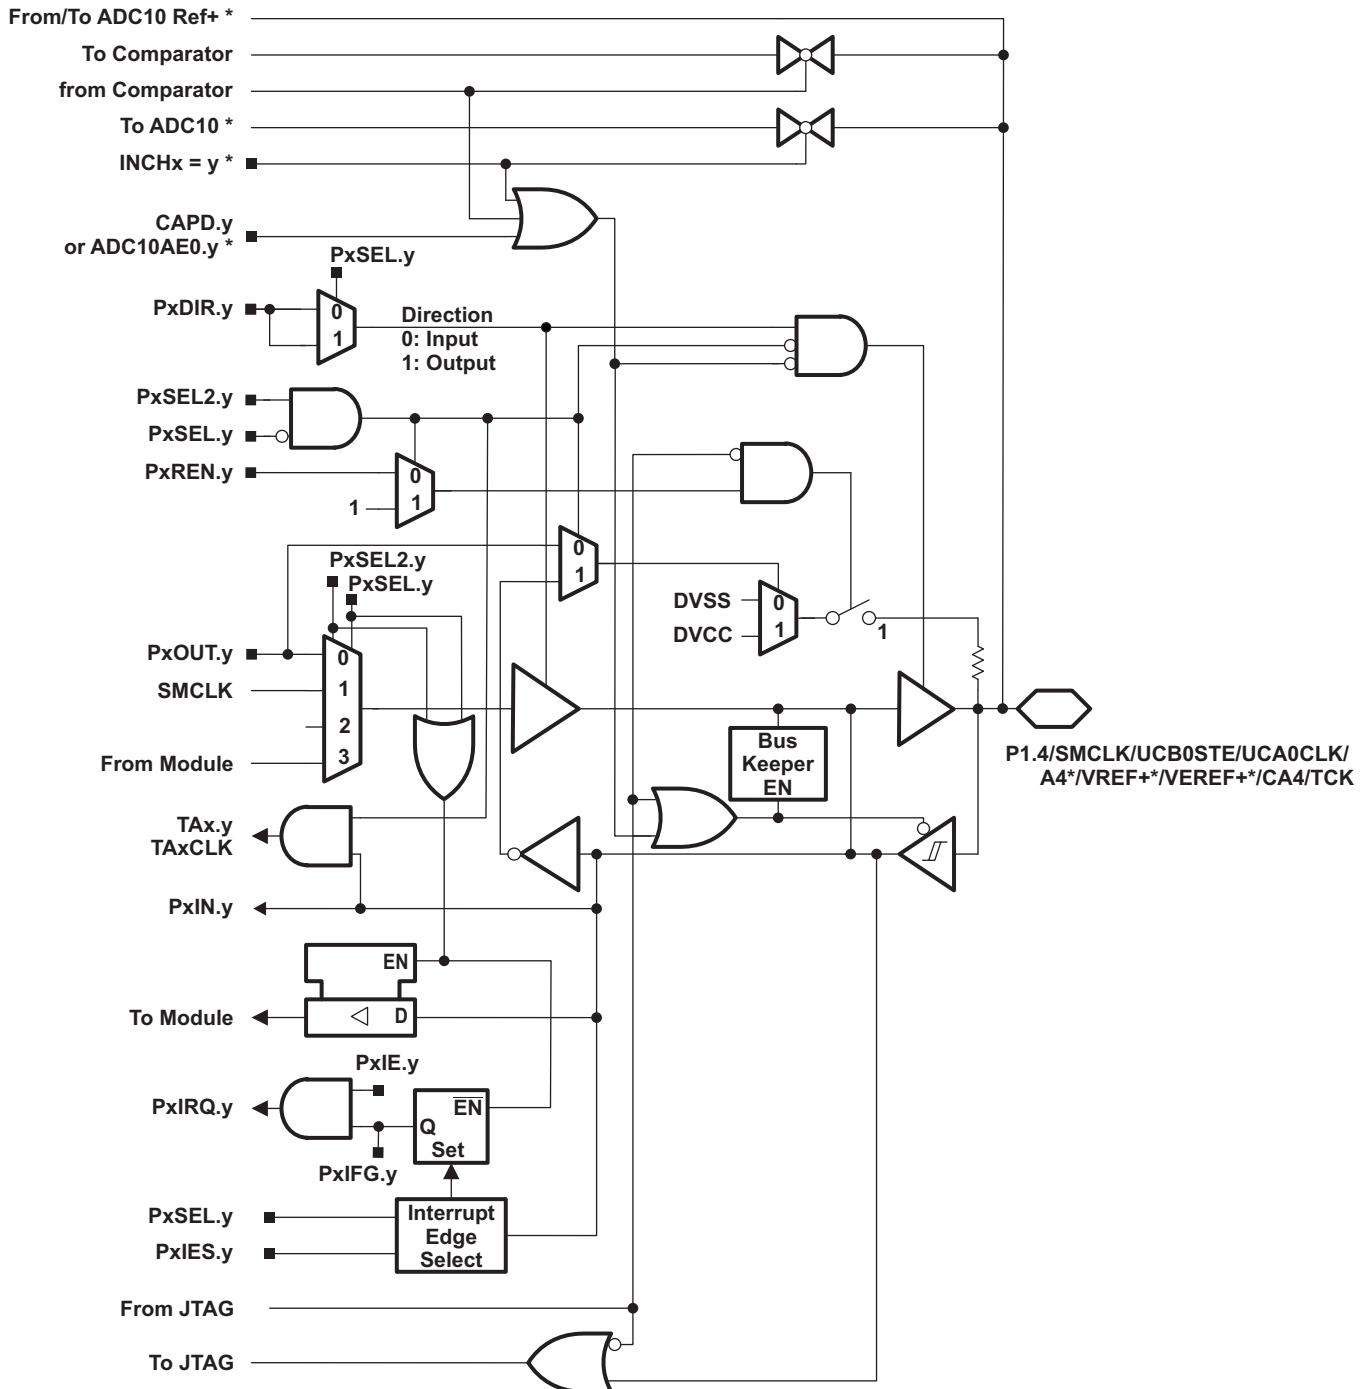 From/To ADC10 Ref+ *
To Comparator
from Comparator
To ADC10 *
INCHx = y *
CAPD.y
or ADC10AE0.y *
PxSEL.y
PxDIR.y
0
1
Direction
0: Input
1: Output
PxSEL2.y
PxSEL.y
PxREN.y
0
1
1
0
1
PxSEL2.y
PxSEL.y
DVSS
DVCC
0
1
1
PxOUT.y
SMCLK
0
1
2
3
From Module
Bus
Keeper
EN
P1.4/SMCLK/UCB0STE/UCA0CLK/
A4*/VREF+*/VEREF+*/CA4/TCK
TAx.y
TAxCLK
PxIN.y
EN
D
To Module
PxIE.y
PxIRQ.y
EN
Q
Set
PxIFG.y
PxSEL.y
PxIES.y
Interrupt
Edge
Select
From JTAG
To JTAG